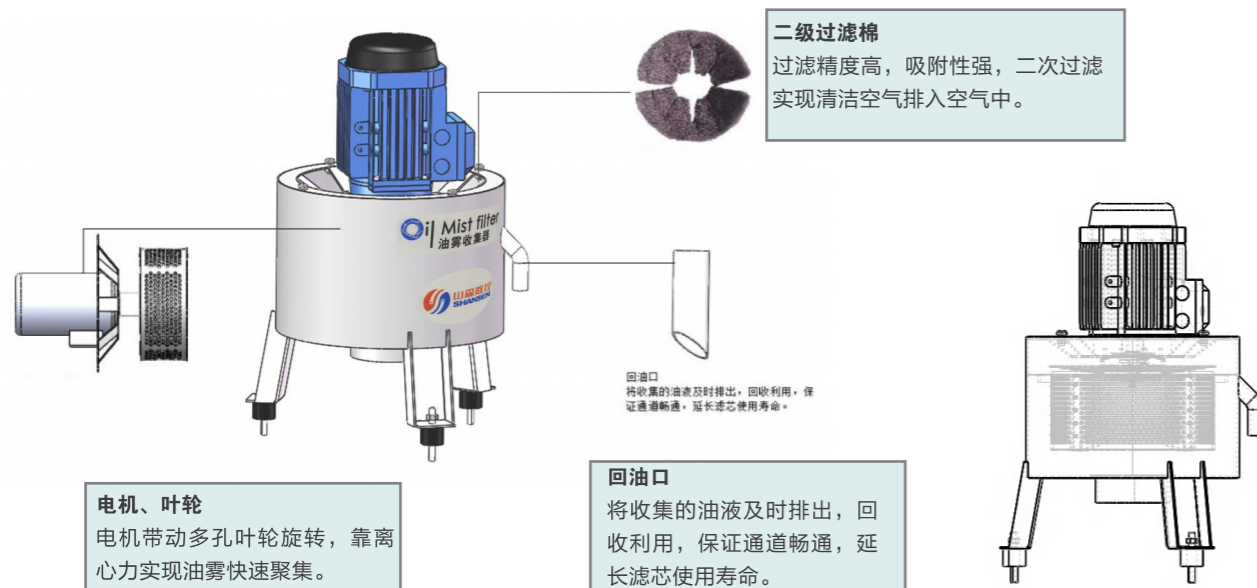 二级过滤棉
过滤精度高，吸附性强，二次过滤
实现清洁空气排入空气中。
Oil Mist filter
油雾收集器
山森数控
SHANSEN
回油口
将收集的油液及时排出，回收利用，保
证通道畅通，延长滤芯使用寿命。
电机、叶轮
电机带动多孔叶轮旋转，靠离
心力实现油雾快速聚集。
回油口
将收集的油液及时排出，回
收利用，保证通道畅通，延
长滤芯使用寿命。